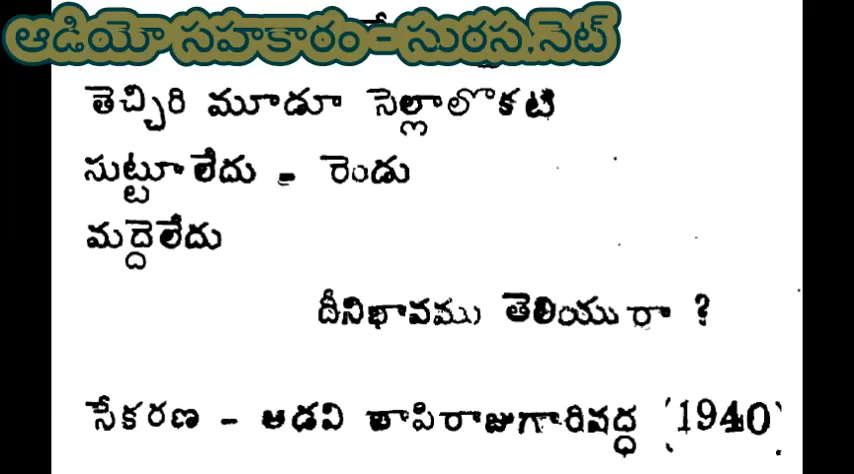 ఆడియో సహకారం - సురస.నెట్
తెచ్చిరి మూడూ సెల్లాలొకటి
సుట్టూలేదు - రెండు
మద్దెలేదు
దీనిభావము తెలియురా ?
సేకరణ - అడవి బాపిరాజుగారివద్ద (1940)